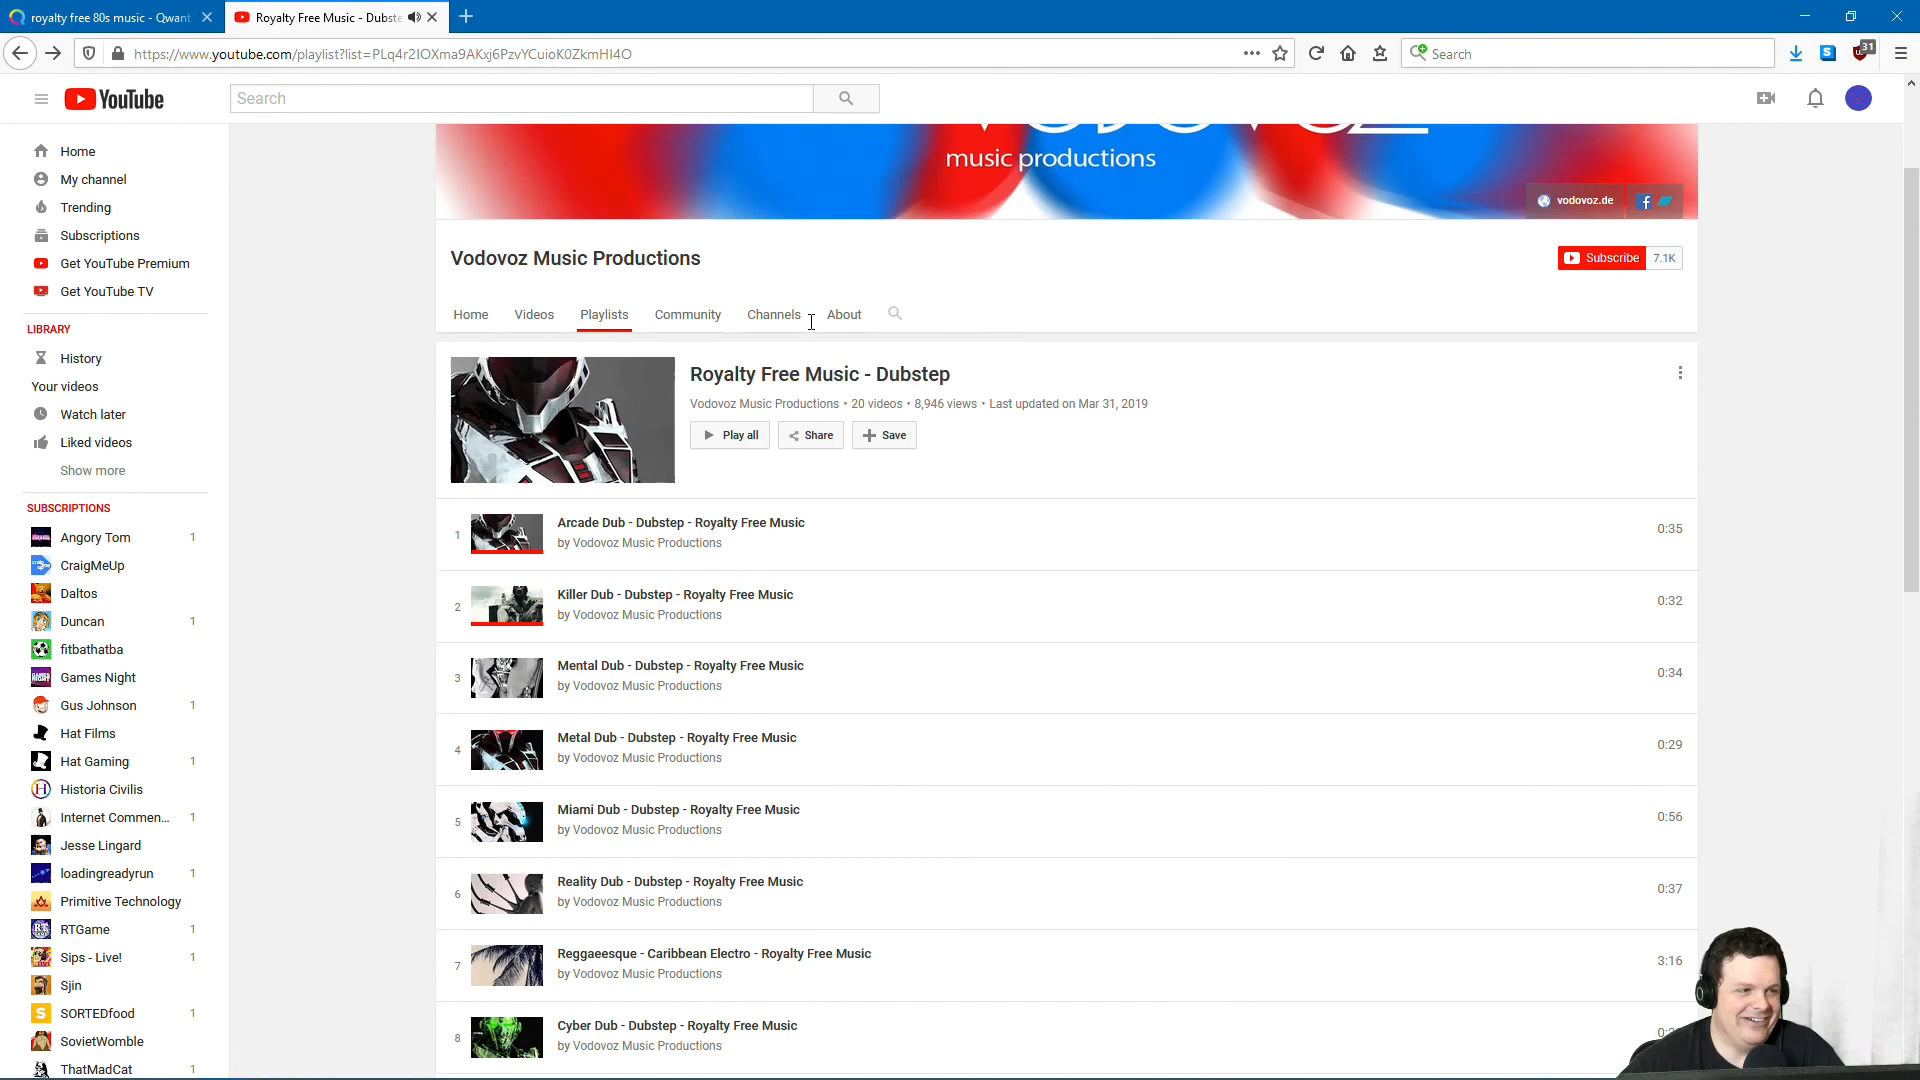 royalty free 80s music - Qwant
Royalty Free Music - Dubste
https://www.youtube.com/playlist?list=PLq4r2IOXma9AKxj6PzvYCuioK0ZkmHI4O
Search
31
YouTube
Search
Home
My channel
Trending
Subscriptions
Get YouTube Premium
Get YouTube TV
LIBRARY
History
Your videos
Watch later
Liked videos
Show more
SUBSCRIPTIONS
Angory Tom 1
CraigMeUp
Daltos
Duncan 1
fitbathatba
Games Night
Gus Johnson 1
Hat Films
Hat Gaming 1
Historia Civilis
Internet Commen... 1
Jesse Lingard
loadingreadyrun 1
Primitive Technology
RTGame 1
Sips - Live! 1
Sjin
SORTEDfood 1
SovietWomble
ThatMadCat 1
music productions
vodovoz.de
Vodovoz Music Productions
Subscribe 7.1K
Home Videos Playlists Community Channels About
Royalty Free Music - Dubstep
Vodovoz Music Productions • 20 videos • 8,946 views • Last updated on Mar 31, 2019
Play all Share Save
1 Arcade Dub - Dubstep - Royalty Free Music 0:35
by Vodovoz Music Productions
2 Killer Dub - Dubstep - Royalty Free Music 0:32
by Vodovoz Music Productions
3 Mental Dub - Dubstep - Royalty Free Music 0:34
by Vodovoz Music Productions
4 Metal Dub - Dubstep - Royalty Free Music 0:29
by Vodovoz Music Productions
5 Miami Dub - Dubstep - Royalty Free Music 0:56
by Vodovoz Music Productions
6 Reality Dub - Dubstep - Royalty Free Music 0:37
by Vodovoz Music Productions
7 Reggaeesque - Caribbean Electro - Royalty Free Music 3:16
by Vodovoz Music Productions
8 Cyber Dub - Dubstep - Royalty Free Music
by Vodovoz Music Productions